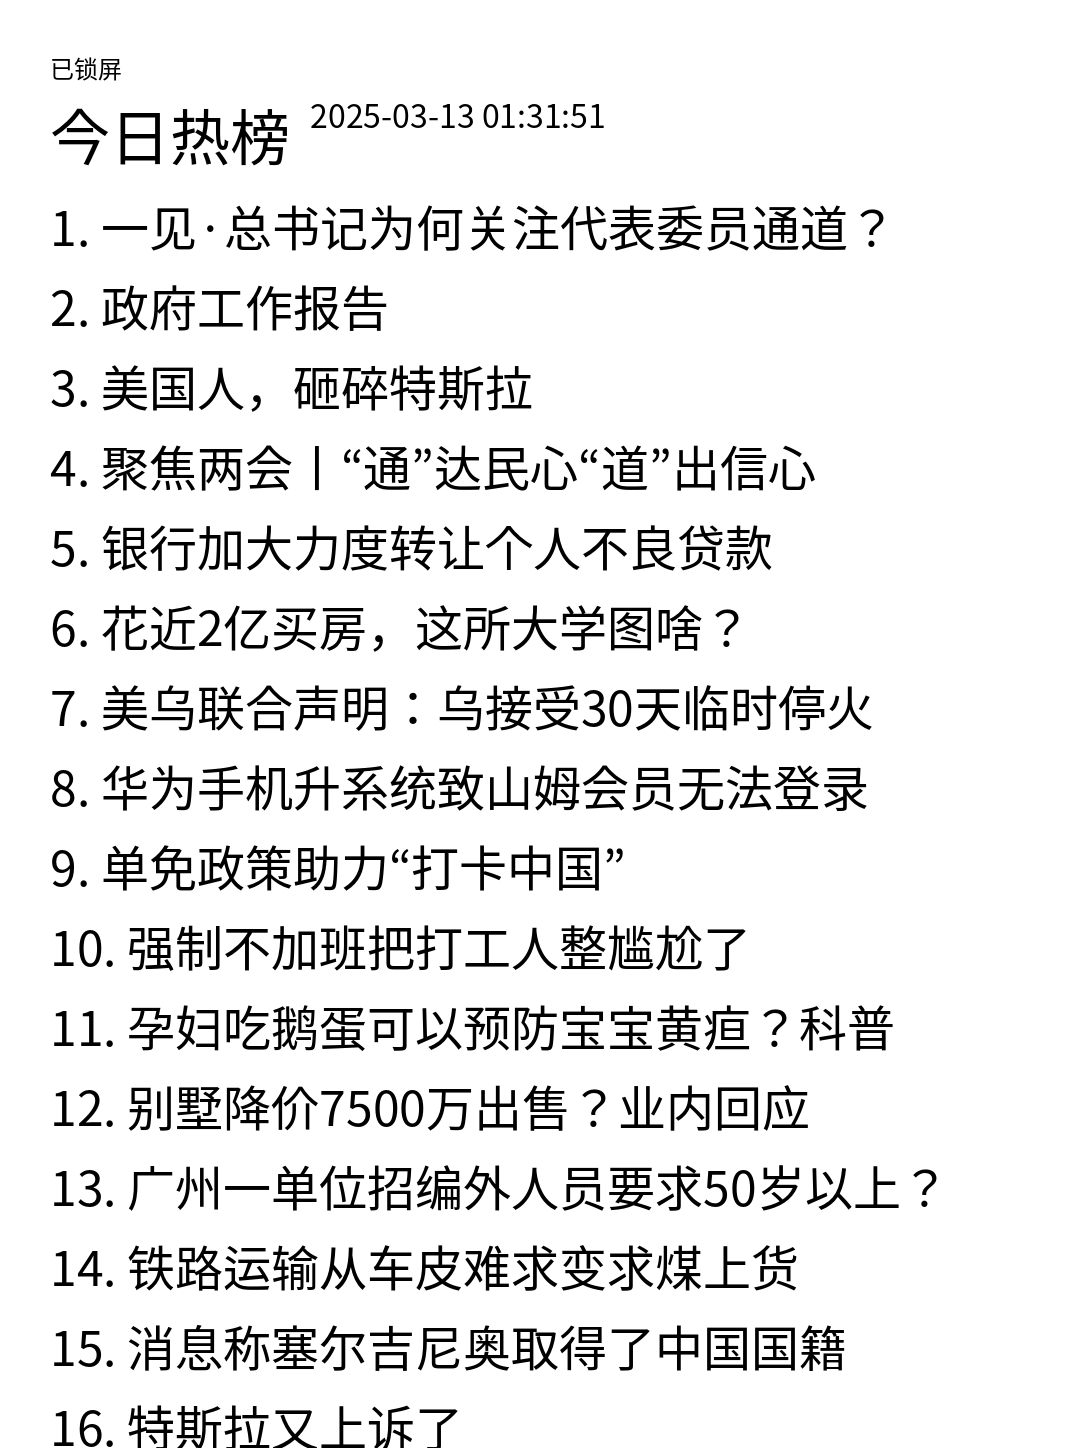 已锁屏
今日热榜 2025-03-13 01:31:51
1. 一见·总书记为何关注代表委员通道？
2. 政府工作报告
3. 美国人，砸碎特斯拉
4. 聚焦两会丨“通”达民心“道”出信心
5. 银行加大力度转让个人不良贷款
6. 花近2亿买房，这所大学图啥？
7. 美乌联合声明：乌接受30天临时停火
8. 华为手机升系统致山姆会员无法登录
9. 单免政策助力“打卡中国”
10. 强制不加班把打工人整尴尬了
11. 孕妇吃鹅蛋可以预防宝宝黄疸？科普
12. 别墅降价7500万出售？业内回应
13. 广州一单位招编外人员要求50岁以上？
14. 铁路运输从车皮难求变求煤上货
15. 消息称塞尔吉尼奥取得了中国国籍
16. 特斯拉又上诉了